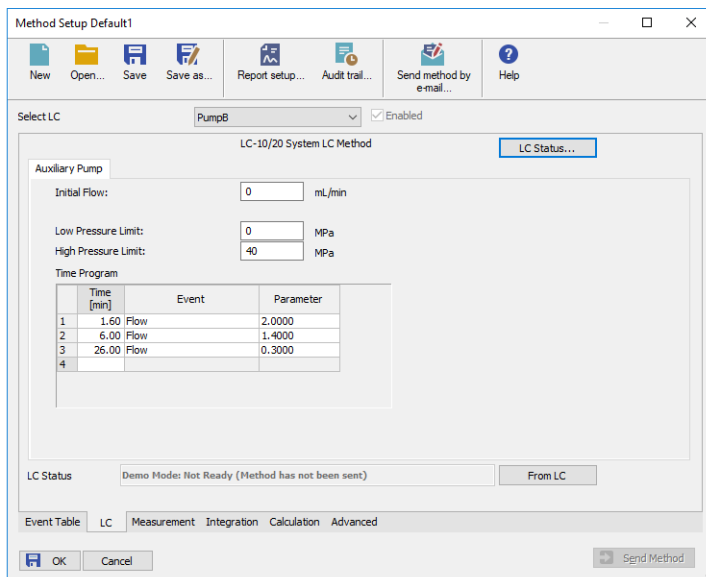 Method Setup Default1
New Open... Save Save as... Report setup... Audit trail... Send method by e-mail... Help
Select LC PumpB Enabled
LC-10/20 System LC Method LC Status...
Auxiliary Pump
Initial Flow: 0 mL/min
Low Pressure Limit: 0 MPa
High Pressure Limit: 40 MPa
Time Program
Time [min] Event Parameter
1 1.60 Flow 2.0000
2 6.00 Flow 1.4000
3 26.00 Flow 0.3000
4
LC Status Demo Mode: Not Ready (Method has not been sent) From LC
Event Table LC Measurement Integration Calculation Advanced
OK Cancel Send Method